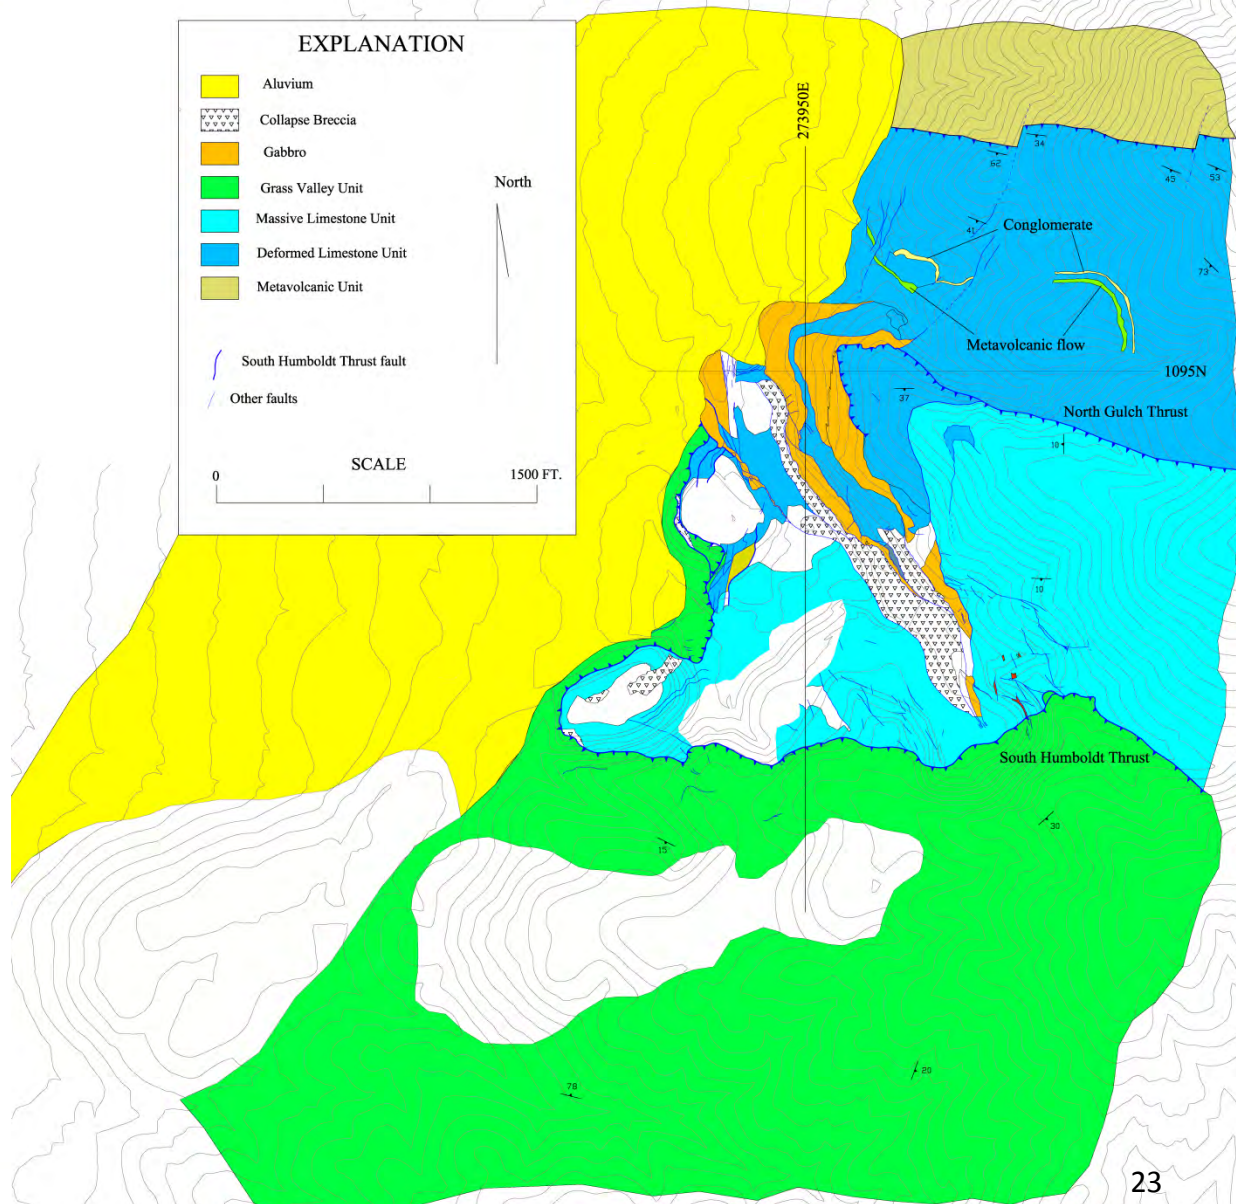 EXPLANATION
Aluvium
Collapse Breccia
Gabbro
Grass Valley Unit
Massive Limestone Unit
Deformed Limestone Unit
Metavolcanic Unit
North
South Humboldt Thrust fault
Other faults
SCALE
0 1500 FT.
273950E
62
34
45
53
41
Conglomerate
73
Metavolcanic flow
1095N
37
North Gulch Thrust
10
10
South Humboldt Thrust
30
15
78
20
23